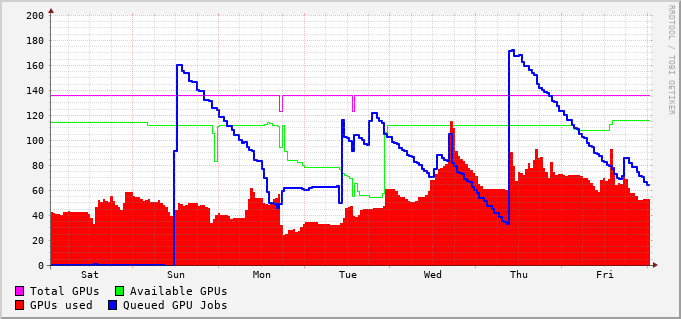 200
180
160
140
120
100
80
60
40
20
0
Sat Sun Mon Tue Wed Thu Fri
Total GPUs Available GPUs
GPUs used Queued GPU Jobs
RRDTOOL / TOBI OETIKER